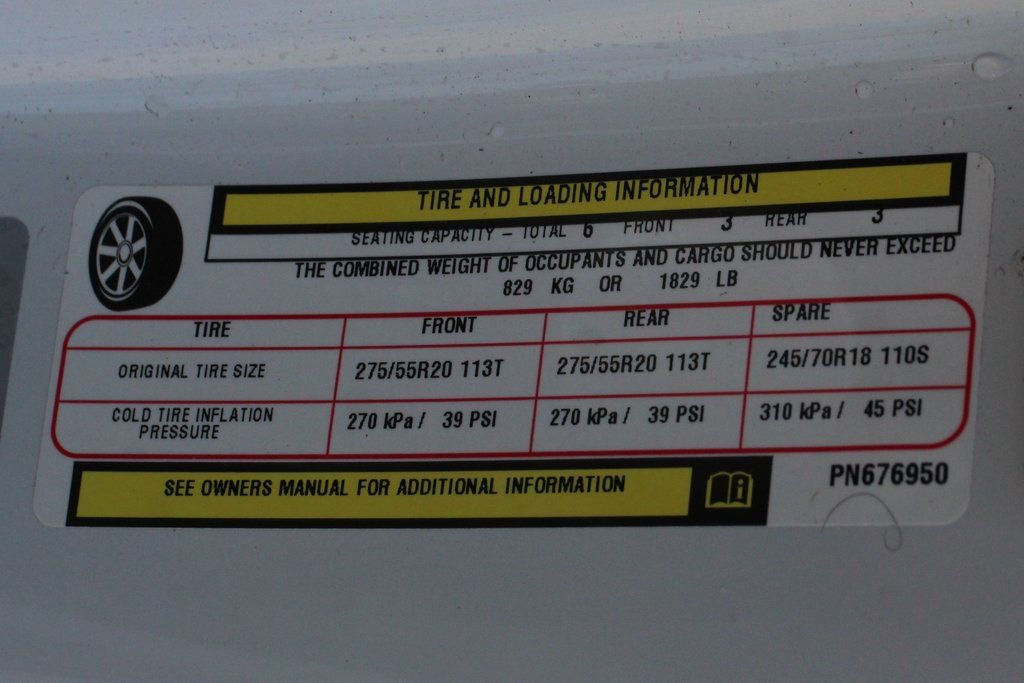 TIRE AND LOADING INFORMATION
SEATING CAPACITY – TOTAL 6 FRONT 3 REAR 3
THE COMBINED WEIGHT OF OCCUPANTS AND CARGO SHOULD NEVER EXCEED
829 KG OR 1829 LB
TIRE FRONT REAR SPARE
ORIGINAL TIRE SIZE 275/55R20 113T 275/55R20 113T 245/70R18 110S
COLD TIRE INFLATION
PRESSURE 270 kPa / 39 PSI 270 kPa / 39 PSI 310 kPa / 45 PSI
SEE OWNERS MANUAL FOR ADDITIONAL INFORMATION
PN676950